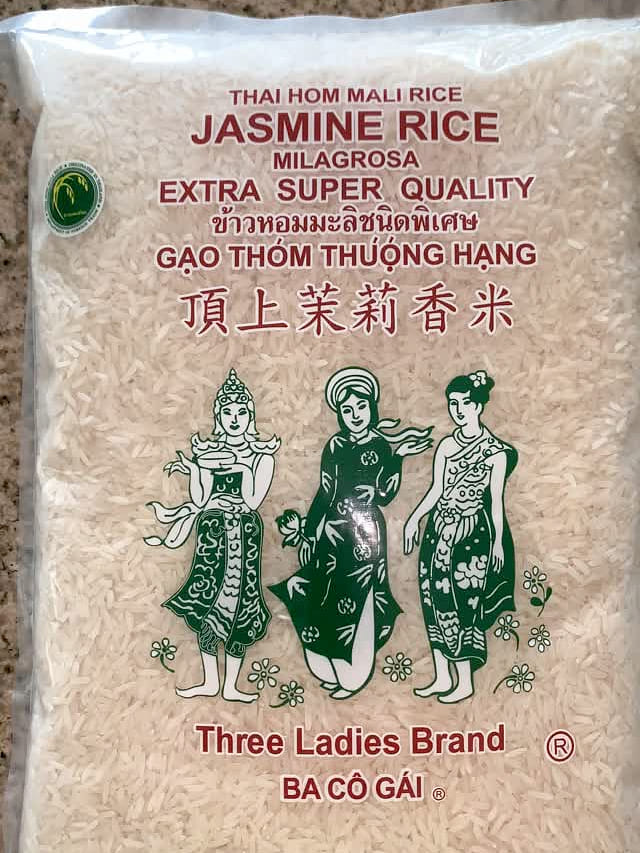 THAI HOM MALI RICE
JASMINE RICE
MILAGROSA
EXTRA SUPER QUALITY
ข้าวหอมมะลิชนิดพิเศษ
GẠO THÓM THƯỢNG HẠNG
頂上茉莉香米
Three Ladies Brand ®
BA CÔ GÁI ®